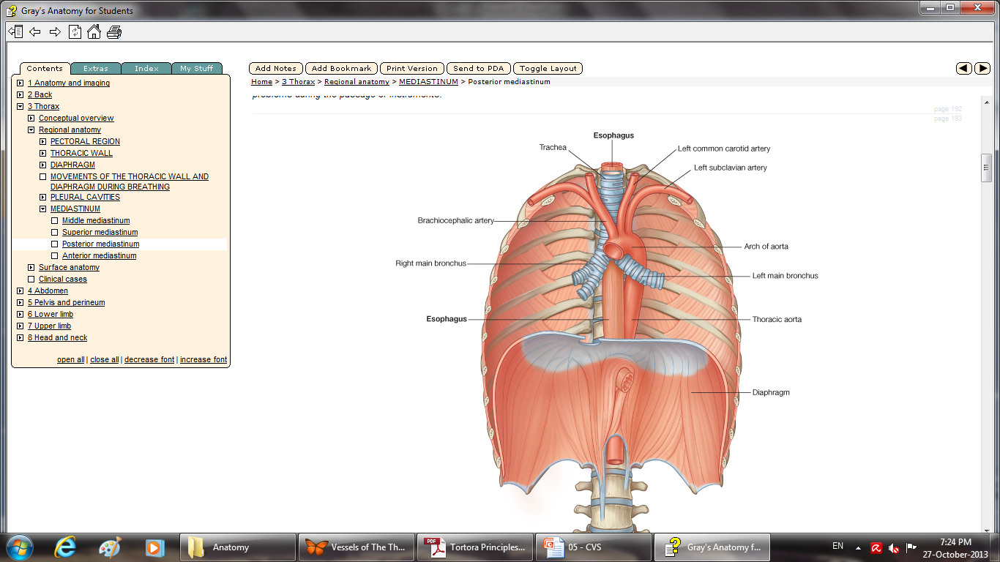 Gray's Anatomy for Students
Contents
Extras
Index
My Stuff
1 Anatomy and imaging
2 Back
3 Thorax
Conceptual overview
Regional anatomy
PECTORAL REGION
THORACIC WALL
DIAPHRAGM
MOVEMENTS OF THE THORACIC WALL AND
DIAPHRAGM DURING BREATHING
PLEURAL CAVITIES
MEDIASTINUM
Middle mediastinum
Superior mediastinum
Posterior mediastinum
Anterior mediastinum
Surface anatomy
Clinical cases
4 Abdomen
5 Pelvis and perineum
6 Lower limb
7 Upper limb
8 Head and neck
open all | close all | decrease font | increase font
Add Notes
Add Bookmark
Print Version
Send to PDA
Toggle Layout
Home > 3 Thorax > Regional anatomy > MEDIASTINUM > Posterior mediastinum
problems during the passage of instruments.
page 192
page 193
Esophagus
Trachea
Left common carotid artery
Left subclavian artery
Brachiocephalic artery
Arch of aorta
Right main bronchus
Left main bronchus
Esophagus
Thoracic aorta
Diaphragm
Anatomy
Vessels of The Th...
PDF
Tortora Principles...
05 - CVS
Gray's Anatomy f...
EN
7:24 PM
27-October-2013